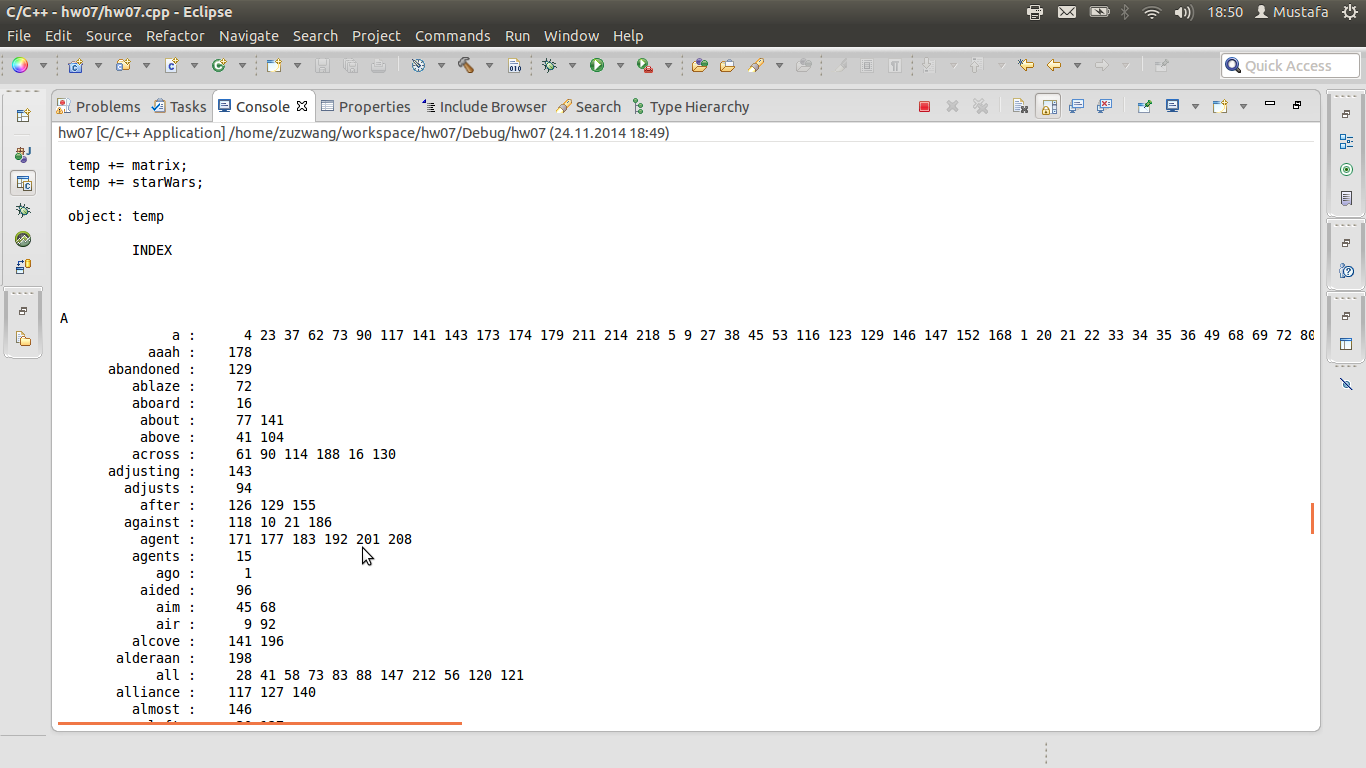 C/C++ - hw07/hw07.cpp - Eclipse
18:50 Mustafa
File Edit Source Refactor Navigate Search Project Commands Run Window Help
Quick Access
Problems Tasks Console Properties Include Browser Search Type Hierarchy
hw07 [C/C++ Application] /home/zuzwang/workspace/hw07/Debug/hw07 (24.11.2014 18:49)
temp += matrix;
temp += starWars;
object: temp
INDEX
A
a : 4 23 37 62 73 90 117 141 143 173 174 179 211 214 218 5 9 27 38 45 53 116 123 129 146 147 152 168 1 20 21 22 33 34 35 36 49 68 69 72 80
aaah : 178
abandoned : 129
ablaze : 72
aboard : 16
about : 77 141
above : 41 104
across : 61 90 114 188 16 130
adjusting : 143
adjusts : 94
after : 126 129 155
against : 118 10 21 186
agent : 171 177 183 192 201 208
agents : 15
ago : 1
aided : 96
aim : 45 68
air : 9 92
alcove : 141 196
alderaan : 198
all : 28 41 58 73 83 88 147 212 56 120 121
alliance : 117 127 140
almost : 146